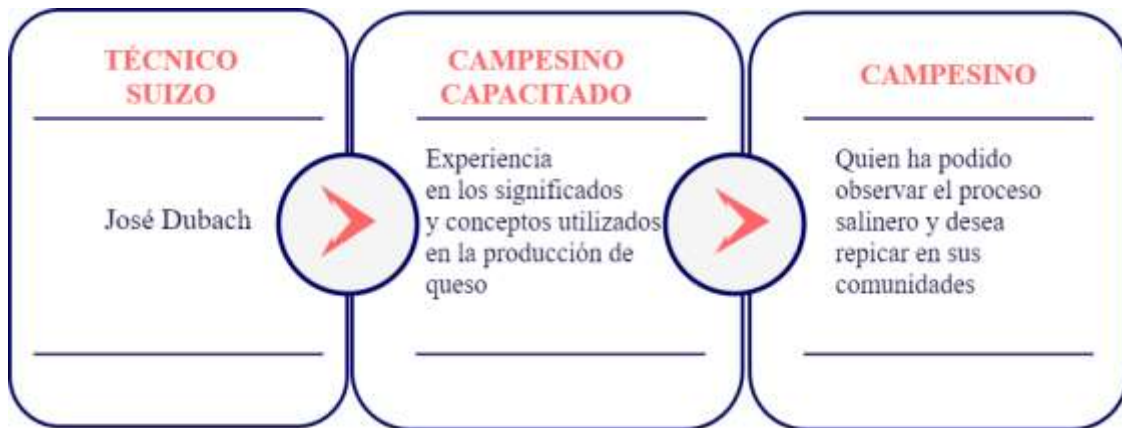 TÉCNICO
SUIZO
José Dubach
CAMPESINO
CAPACITADO
Experiencia
en los significados
y conceptos utilizados
en la producción de
queso
CAMPESINO
Quien ha podido
observar el proceso
salinero y desea
repicar en sus
comunidades